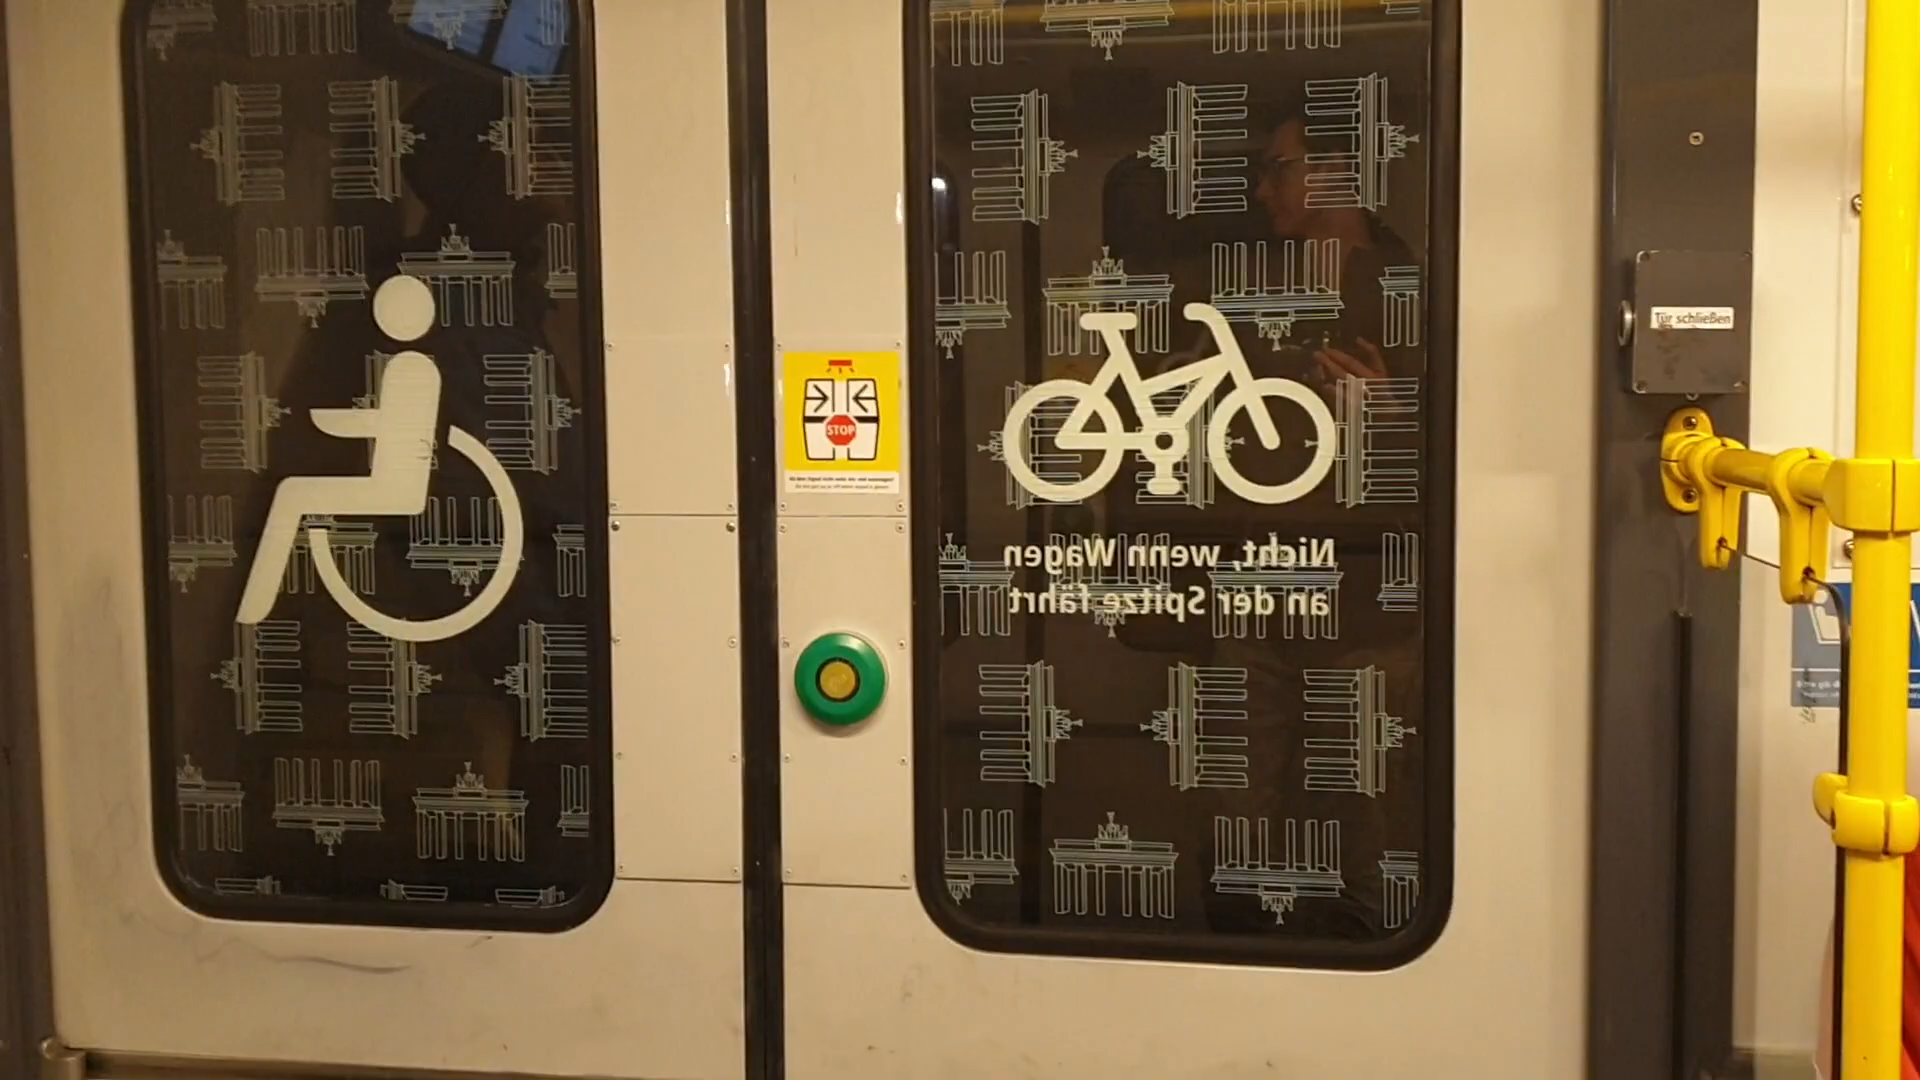 Tür schließen
STOP
Nicht, wenn Wagen
an der Spitze fährt